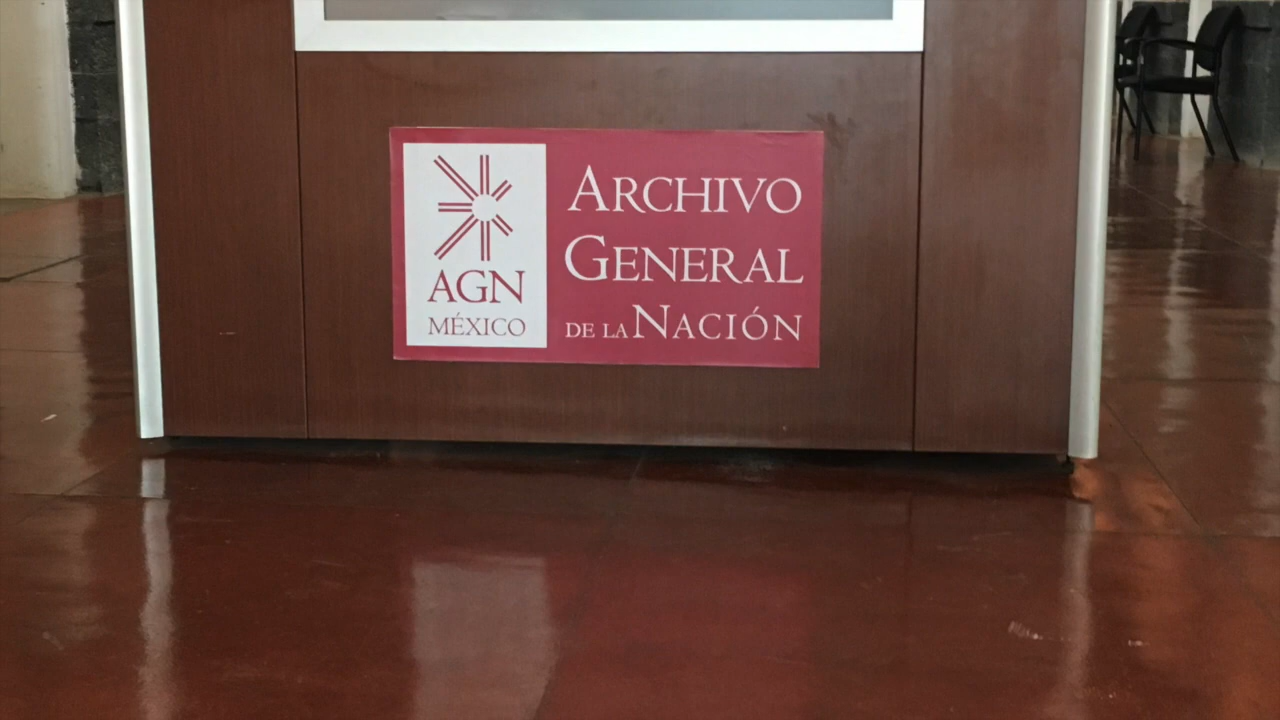 AGN
MÉXICO
ARCHIVO
GENERAL
DE LA NACIÓN